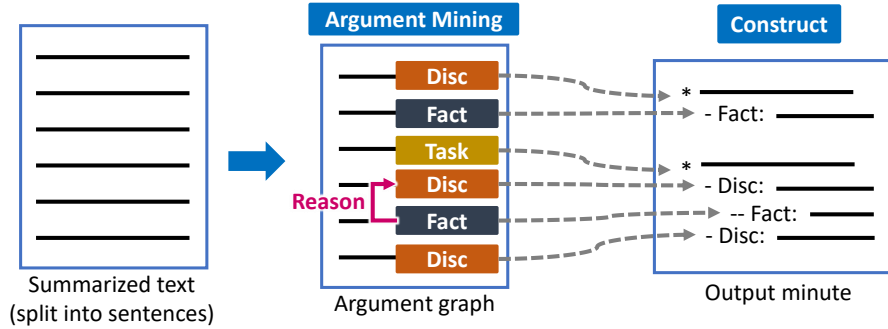 Argument Mining
Construct
Disc
Fact
Task
Disc
Reason
Fact
Disc
*
- Fact:
*
- Disc:
-- Fact:
- Disc:
Summarized text
(split into sentences)
Argument graph
Output minute